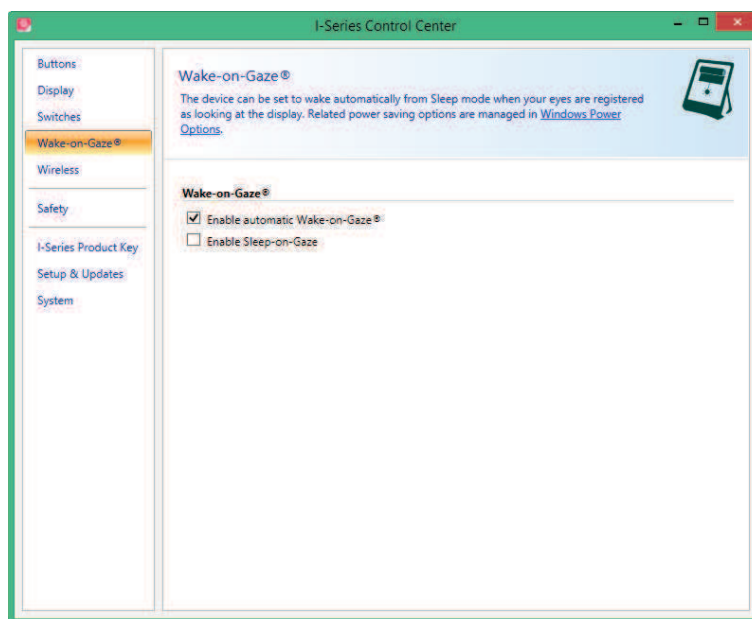 I-Series Control Center
Buttons
Display
Switches
Wake-on-Gaze®
Wireless
Safety
I-Series Product Key
Setup & Updates
System
Wake-on-Gaze®
The device can be set to wake automatically from Sleep mode when your eyes are registered
as looking at the display. Related power saving options are managed in Windows Power
Options.
Wake-on-Gaze®
Enable automatic Wake-on-Gaze®
Enable Sleep-on-Gaze